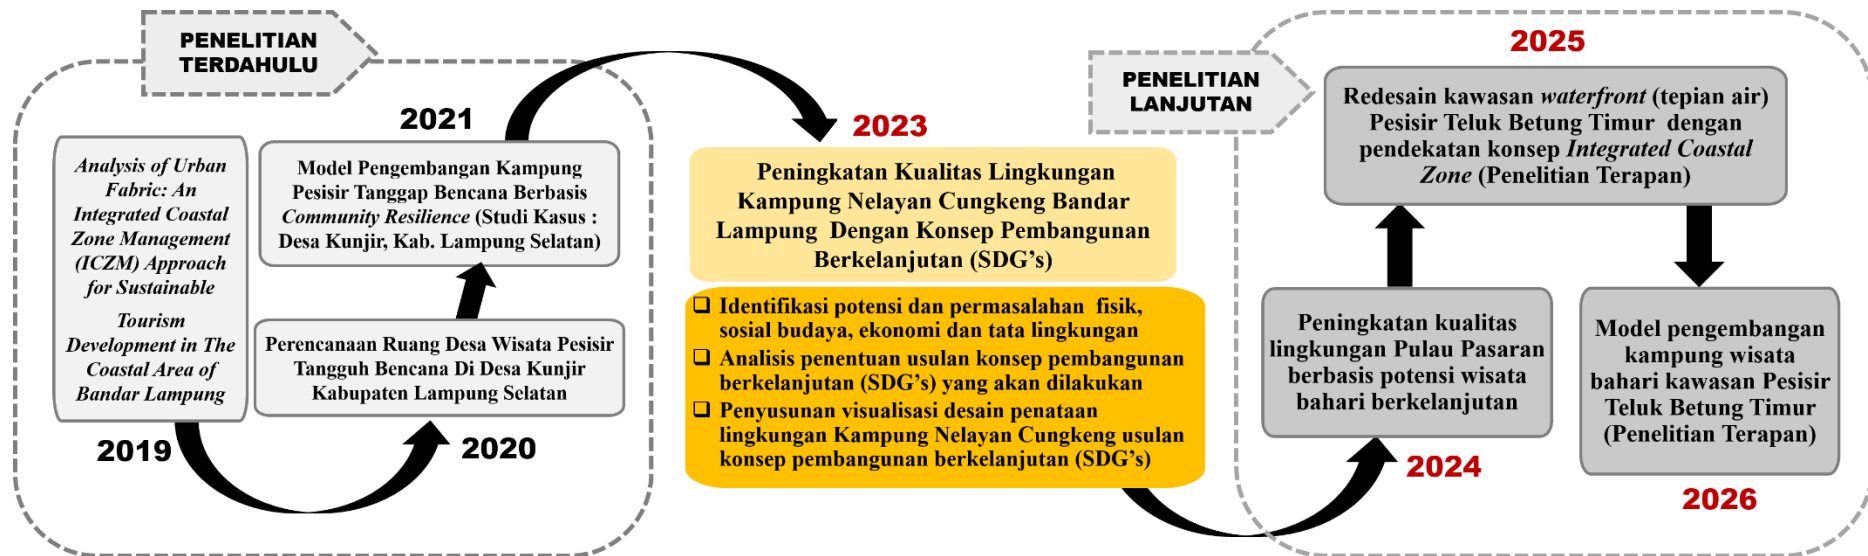 PENELITIAN
TERDAHULU
Analysis of Urban
Fabric: An
Integrated Coastal
Zone Management
(ICZM) Approach
for Sustainable
Tourism
Development in The
Coastal Area of
Bandar Lampung
2019
Perencanaan Ruang Desa Wisata Pesisir
Tangguh Bencana Di Desa Kunjir
Kabupaten Lampung Selatan
2020
2021
Model Pengembangan Kampung
Pesisir Tanggap Bencana Berbasis
Community Resilience (Studi Kasus :
Desa Kunjir, Kab. Lampung Selatan)
2023
Peningkatan Kualitas Lingkungan
Kampung Nelayan Cungkeng Bandar
Lampung Dengan Konsep Pembangunan
Berkelanjutan (SDG's)
❑ Identifikasi potensi dan permasalahan fisik,
sosial budaya, ekonomi dan tata lingkungan
❑ Analisis penentuan usulan konsep pembangunan
berkelanjutan (SDG's) yang akan dilakukan
❑ Penyusunan visualisasi desain penataan
lingkungan Kampung Nelayan Cungkeng usulan
konsep pembangunan berkelanjutan (SDG's)
PENELITIAN
LANJUTAN
Peningkatan kualitas
lingkungan Pulau Pasaran
berbasis potensi wisata
bahari berkelanjutan
2024
2025
Redesain kawasan waterfront (tepian air)
Pesisir Teluk Betung Timur dengan
pendekatan konsep Integrated Coastal
Zone (Penelitian Terapan)
Model pengembangan
kampung wisata
bahari kawasan Pesisir
Teluk Betung Timur
(Penelitian Terapan)
2026